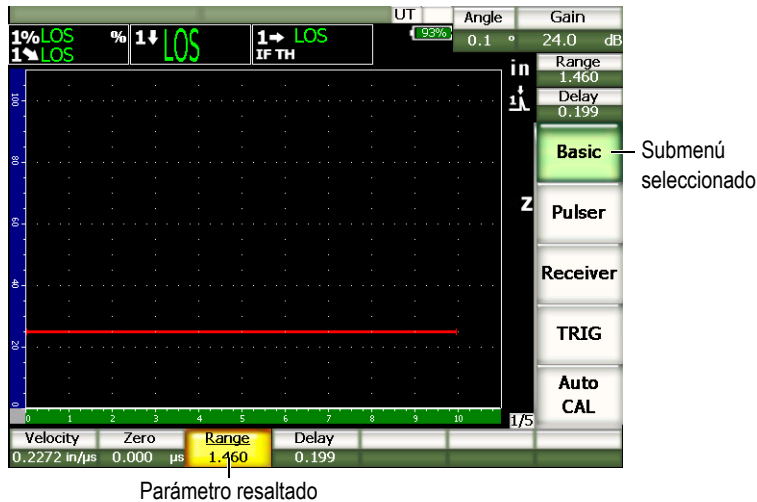 UT Angle Gain
93% 0.1 ° 24.0 dB
1%LOS % 1 LOS 1 LOS
1 LOS IF TH
in
Range
1.460
1
Delay
0.199
Basic
Submenú
seleccionado
Z
Pulser
Receiver
TRIG
Auto
CAL
100
80
60
40
20
0
0 1 2 3 4 5 6 7 8 9 10
1/5
Velocity Zero Range Delay
0.2272 in/µs 0.000 µs 1.460 0.199
Parámetro resaltado